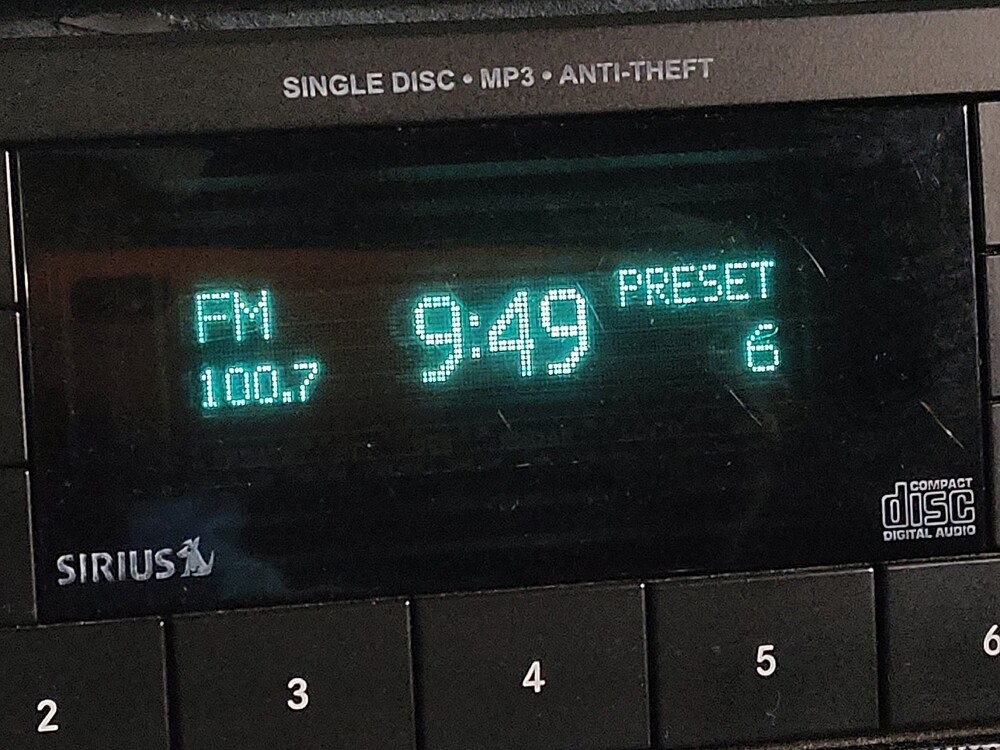 SINGLE DISC • MP3 • ANTI-THEFT
FM 9:49 PRESET
100.7 6
SIRIUS
COMPACT
disc
DIGITAL AUDIO
2 3 4 5 6